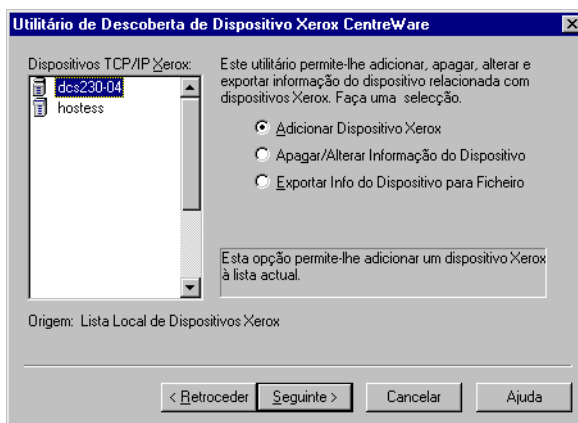 Utilitário de Descoberta de Dispositivo Xerox CentreWare
Dispositivos TCP/IP Xerox:
dcs230-04
hostess
Este utilitário permite-lhe adicionar, apagar, alterar e
exportar informação do dispositivo relacionada com
dispositivos Xerox. Faça uma selecção.
Adicionar Dispositivo Xerox
Apagar/Alterar Informação do Dispositivo
Exportar Info do Dispositivo para Ficheiro
Esta opção permite-lhe adicionar um dispositivo Xerox
à lista actual.
Origem: Lista Local de Dispositivos Xerox
< Retroceder
Seguinte >
Cancelar
Ajuda